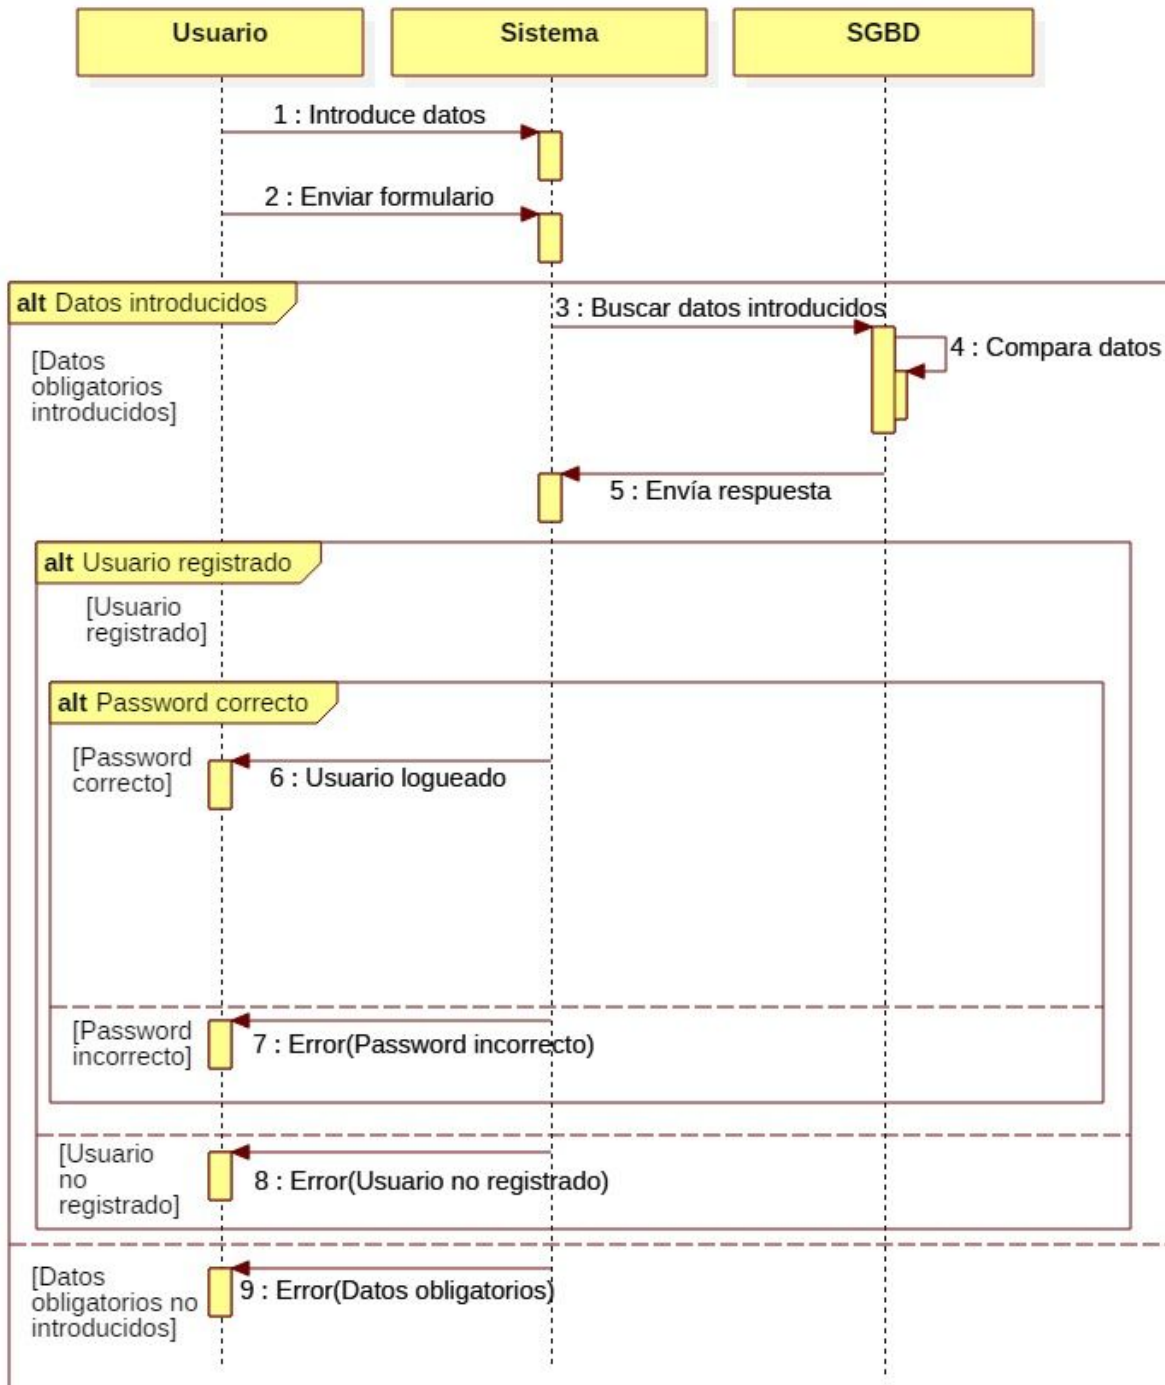 Usuario
Sistema
SGBD
1 : Introduce datos
2 : Enviar formulario
alt Datos introducidos
3 : Buscar datos introducidos
4 : Compara datos
[Datos
obligatorios
introducidos]
5 : Envía respuesta
alt Usuario registrado
[Usuario
registrado]
alt Password correcto
[Password
correcto]
6 : Usuario logueado
[Password
incorrecto]
7 : Error(Password incorrecto)
[Usuario
no
registrado]
8 : Error(Usuario no registrado)
[Datos
obligatorios no
introducidos]
9 : Error(Datos obligatorios)